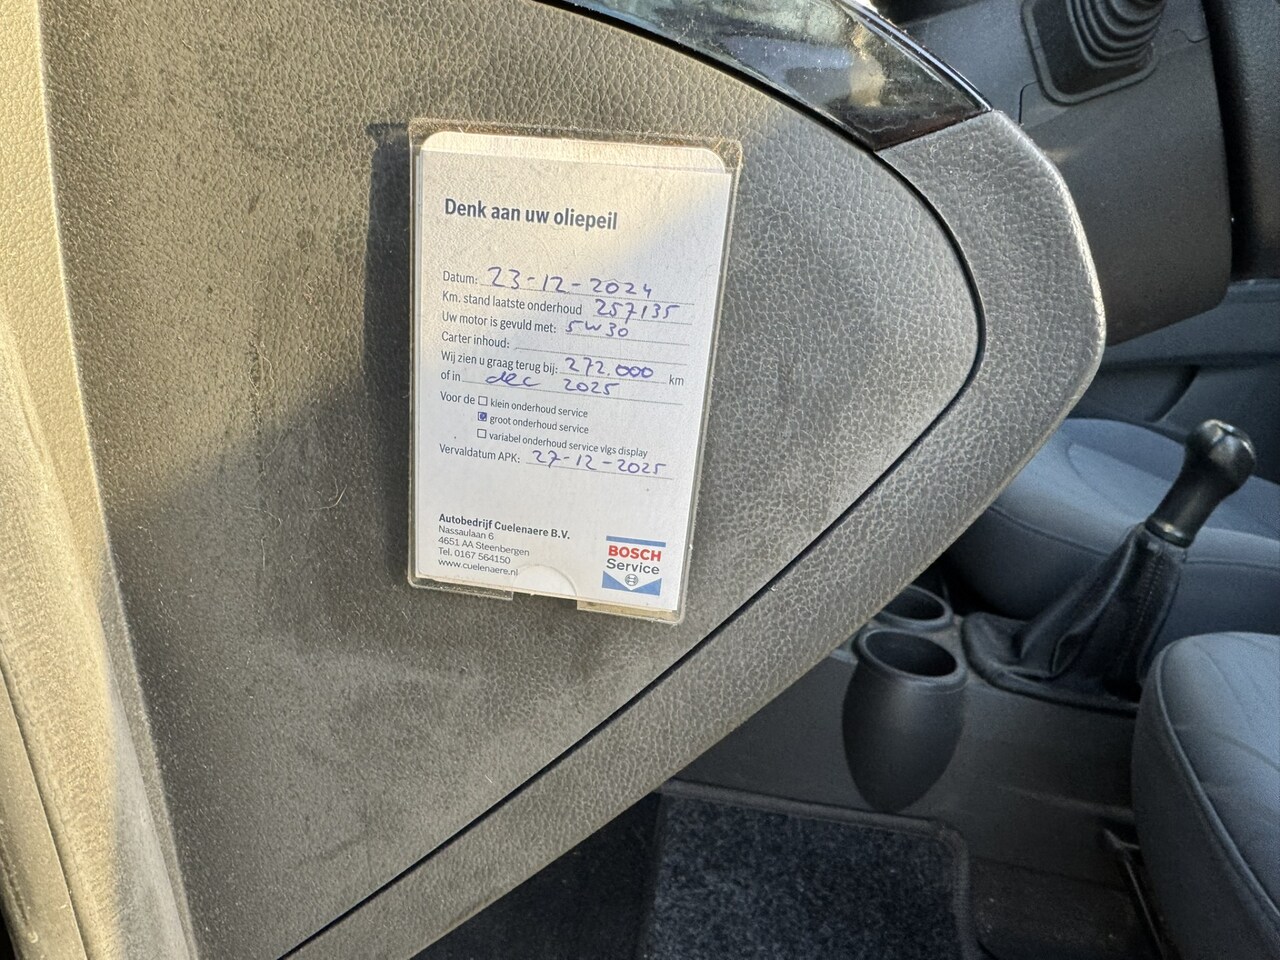 Denk aan uw oliepeil
Datum: 23-12-2024
Km. stand laatste onderhoud 257135
Uw motor is gevuld met: 5W30
Carter inhoud:
Wij zien u graag terug bij: 272.000 km
of in dec 2025
Voor de klein onderhoud service
groot onderhoud service
variabel onderhoud service vlgs display
Vervaldatum APK: 27-12-2025
Autobedrijf Cuelenaere B.V.
Nassaulaan 6
4651 AA Steenbergen
Tel. 0167 564150
www.cuelenaere.nl
BOSCH
Service